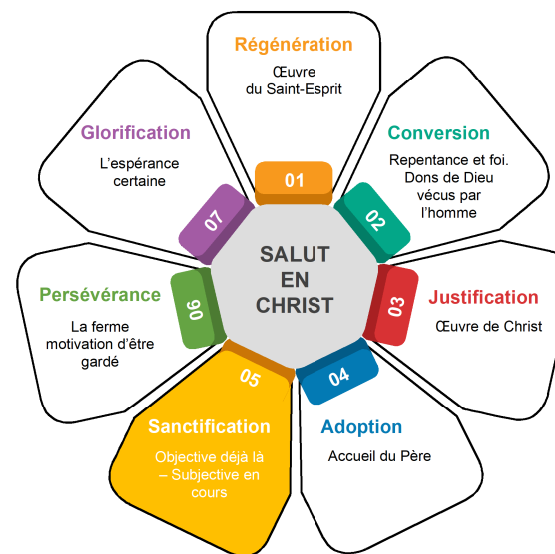 Régénération
Œuvre
du Saint-Esprit
01
Conversion
Repentance et foi.
Dons de Dieu
vécus par
l'homme
02
Justification
Œuvre de Christ
03
Adoption
Accueil du Père
04
Sanctification
Objective déjà là
– Subjective en
cours
05
Persévérance
La ferme
motivation d'être
gardé
06
Glorification
L'espérance
certaine
07
SALUT
EN
CHRIST